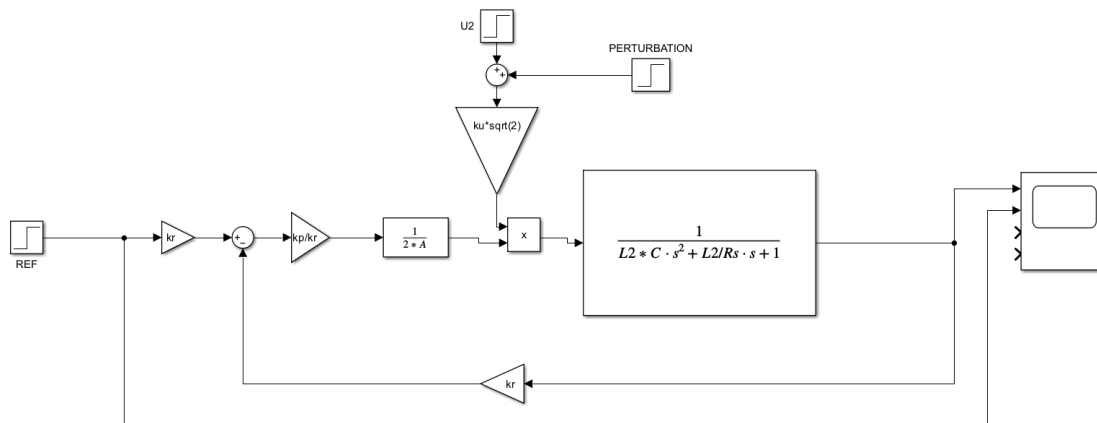 U2
PERTURBATION
ku*sqrt(2)
REF
kr
+
−
kp/kr
1
2 * A
+
+
x
1
L2 * C · s² + L2/Rs · s + 1
kr